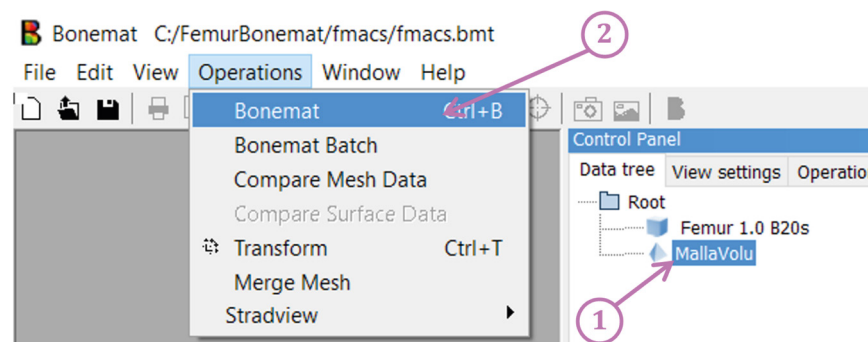 Bonemat C:/FemurBonemat/fmacs/fmacs.bmt
2
File Edit View Operations Window Help
Bonemat Ctrl+B
Control Panel
Bonemat Batch
Data tree View settings Operatio
Compare Mesh Data
Root
Compare Surface Data
Femur 1.0 B20s
Transform Ctrl+T
MallaVolu
Merge Mesh
Stradview
1